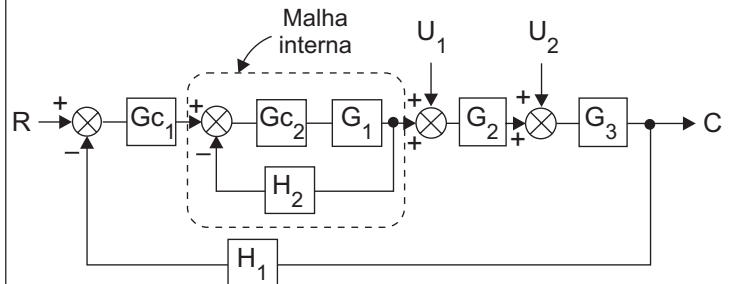 Malha
interna
U1 U2
R + Gc1 + Gc2 G1 + G2 G3 C
− − + +
H2
H1